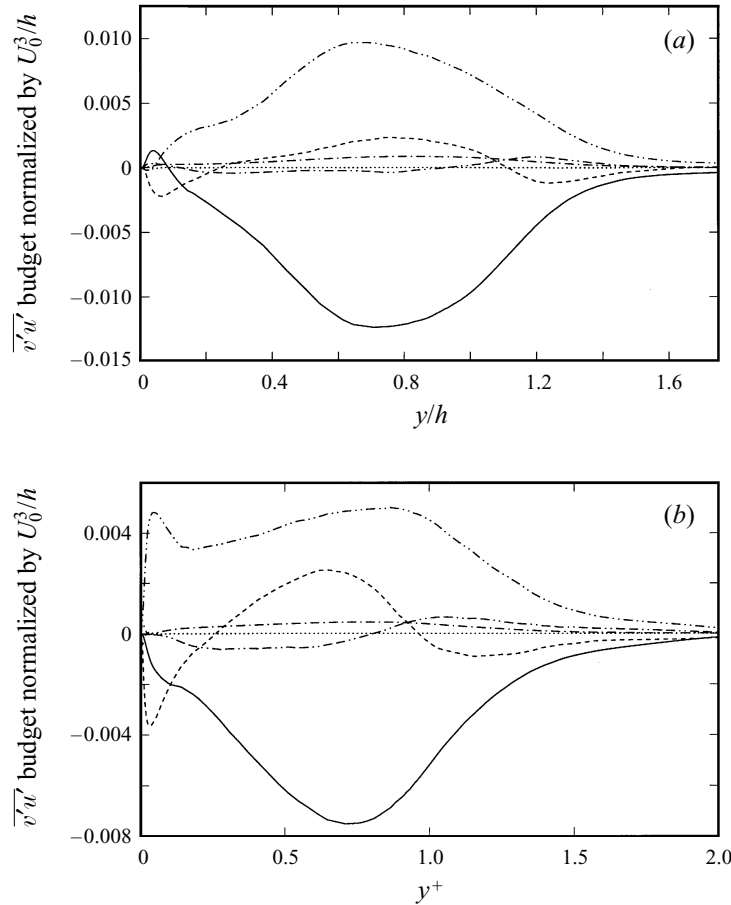 (a)
0.010
0.005
0
−0.005
−0.010
−0.015
v′u′ budget normalized by U₀³/h
0 0.4 0.8 1.2 1.6
y/h
(b)
0.004
0
−0.004
−0.008
v′u′ budget normalized by U₀³/h
0 0.5 1.0 1.5 2.0
y⁺